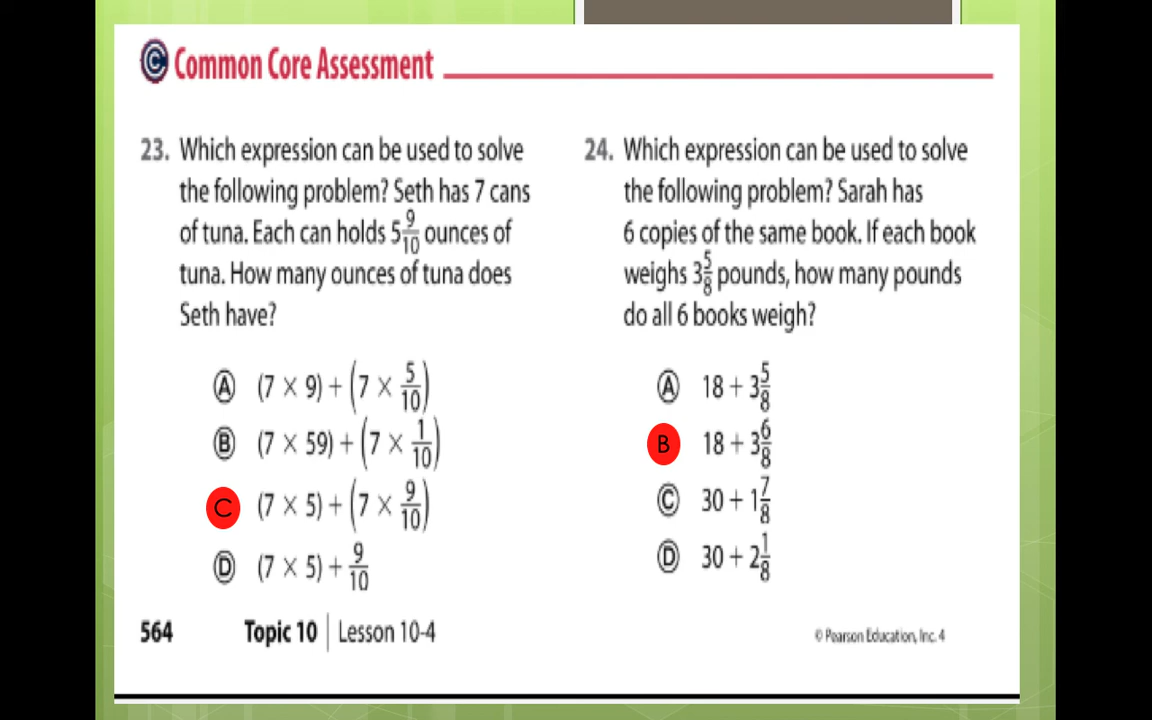 © Common Core Assessment
23. Which expression can be used to solve
the following problem? Seth has 7 cans
of tuna. Each can holds 5 9/10 ounces of
tuna. How many ounces of tuna does
Seth have?
Ⓐ (7 × 9) + (7 × 5/10)
Ⓑ (7 × 59) + (7 × 1/10)
C (7 × 5) + (7 × 9/10)
Ⓓ (7 × 5) + 9/10
24. Which expression can be used to solve
the following problem? Sarah has
6 copies of the same book. If each book
weighs 3 5/8 pounds, how many pounds
do all 6 books weigh?
Ⓐ 18 + 3 5/8
B 18 + 3 6/8
Ⓒ 30 + 1 7/8
Ⓓ 30 + 2 1/8
564 Topic 10 | Lesson 10-4
© Pearson Education, Inc. 4